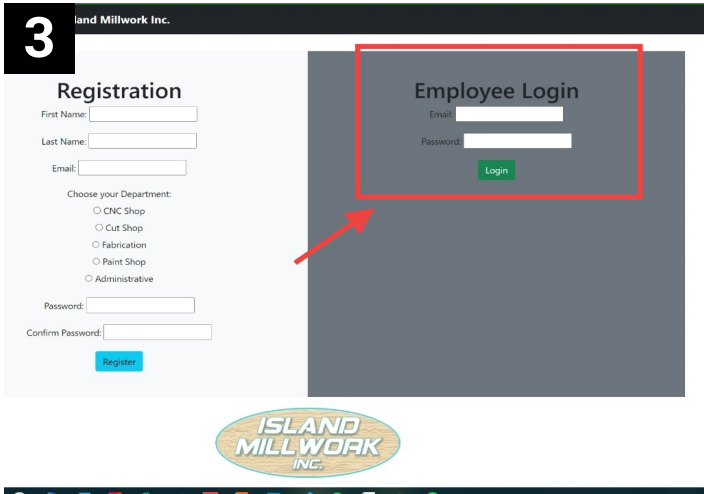 3
land Millwork Inc.
Registration
First Name:
Last Name:
Email:
Choose your Department:
CNC Shop
Cut Shop
Fabrication
Paint Shop
Administrative
Password:
Confirm Password:
Register
Employee Login
Email:
Password:
Login
ISLAND
MILLWORK
INC.